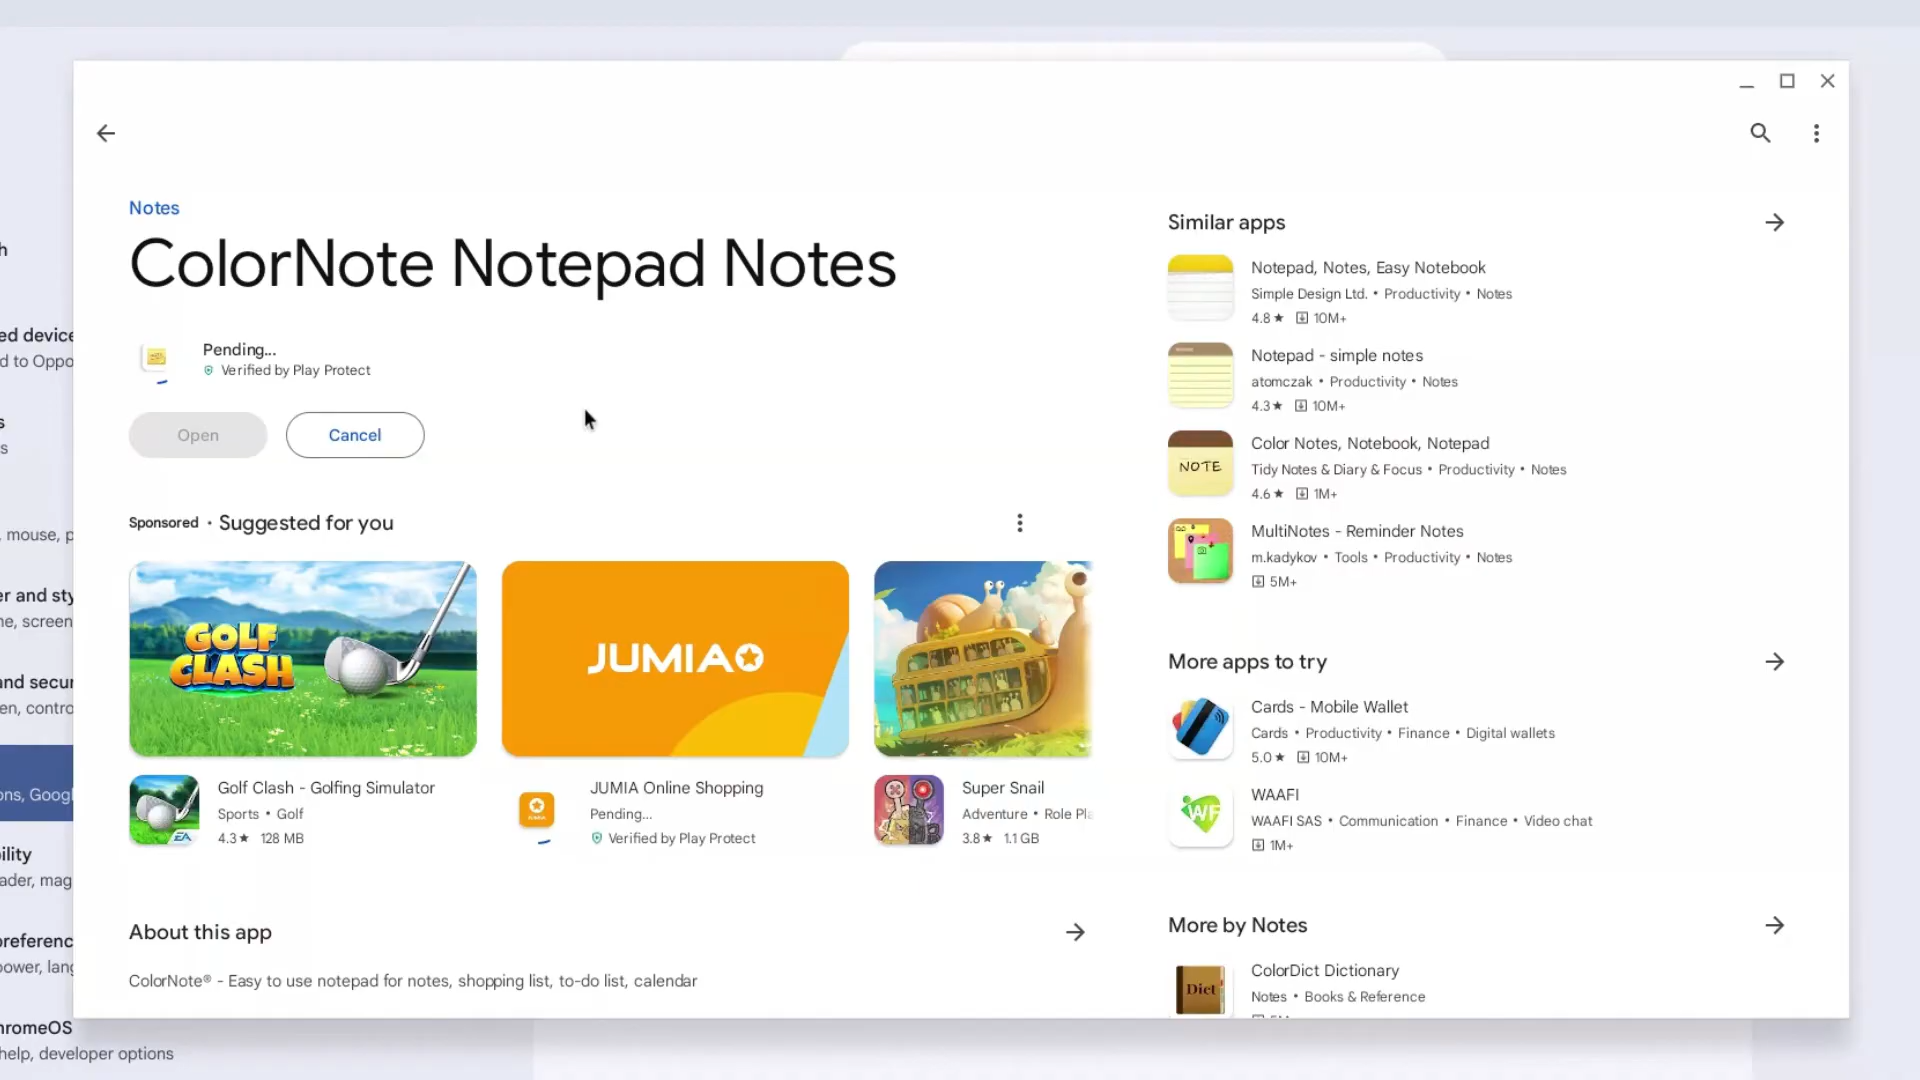 Notes
ColorNote Notepad Notes
Pending...
Verified by Play Protect
Open
Cancel
Sponsored • Suggested for you
GOLF
CLASH
JUMIA
Golf Clash - Golfing Simulator
Sports • Golf
4.3★ 128 MB
EA
JUMIA Online Shopping
Pending...
Verified by Play Protect
Super Snail
Adventure • Role Pla
3.8★ 1.1 GB
About this app
ColorNote® - Easy to use notepad for notes, shopping list, to-do list, calendar
Similar apps
Notepad, Notes, Easy Notebook
Simple Design Ltd. • Productivity • Notes
4.8★ 10M+
Notepad - simple notes
atomczak • Productivity • Notes
4.3★ 10M+
NOTE
Color Notes, Notebook, Notepad
Tidy Notes & Diary & Focus • Productivity • Notes
4.6★ 1M+
MultiNotes - Reminder Notes
m.kadykov • Tools • Productivity • Notes
5M+
More apps to try
Cards - Mobile Wallet
Cards • Productivity • Finance • Digital wallets
5.0★ 10M+
WF
WAAFI
WAAFI SAS • Communication • Finance • Video chat
1M+
More by Notes
Dict
ColorDict Dictionary
Notes • Books & Reference
h
ed device
d to Oppo
s
s
, mouse, p
er and sty
ne, screen
and secur
en, contro
ons, Googl
bility
ader, mag
preferenc
power, lang
hromeOS
help, developer options